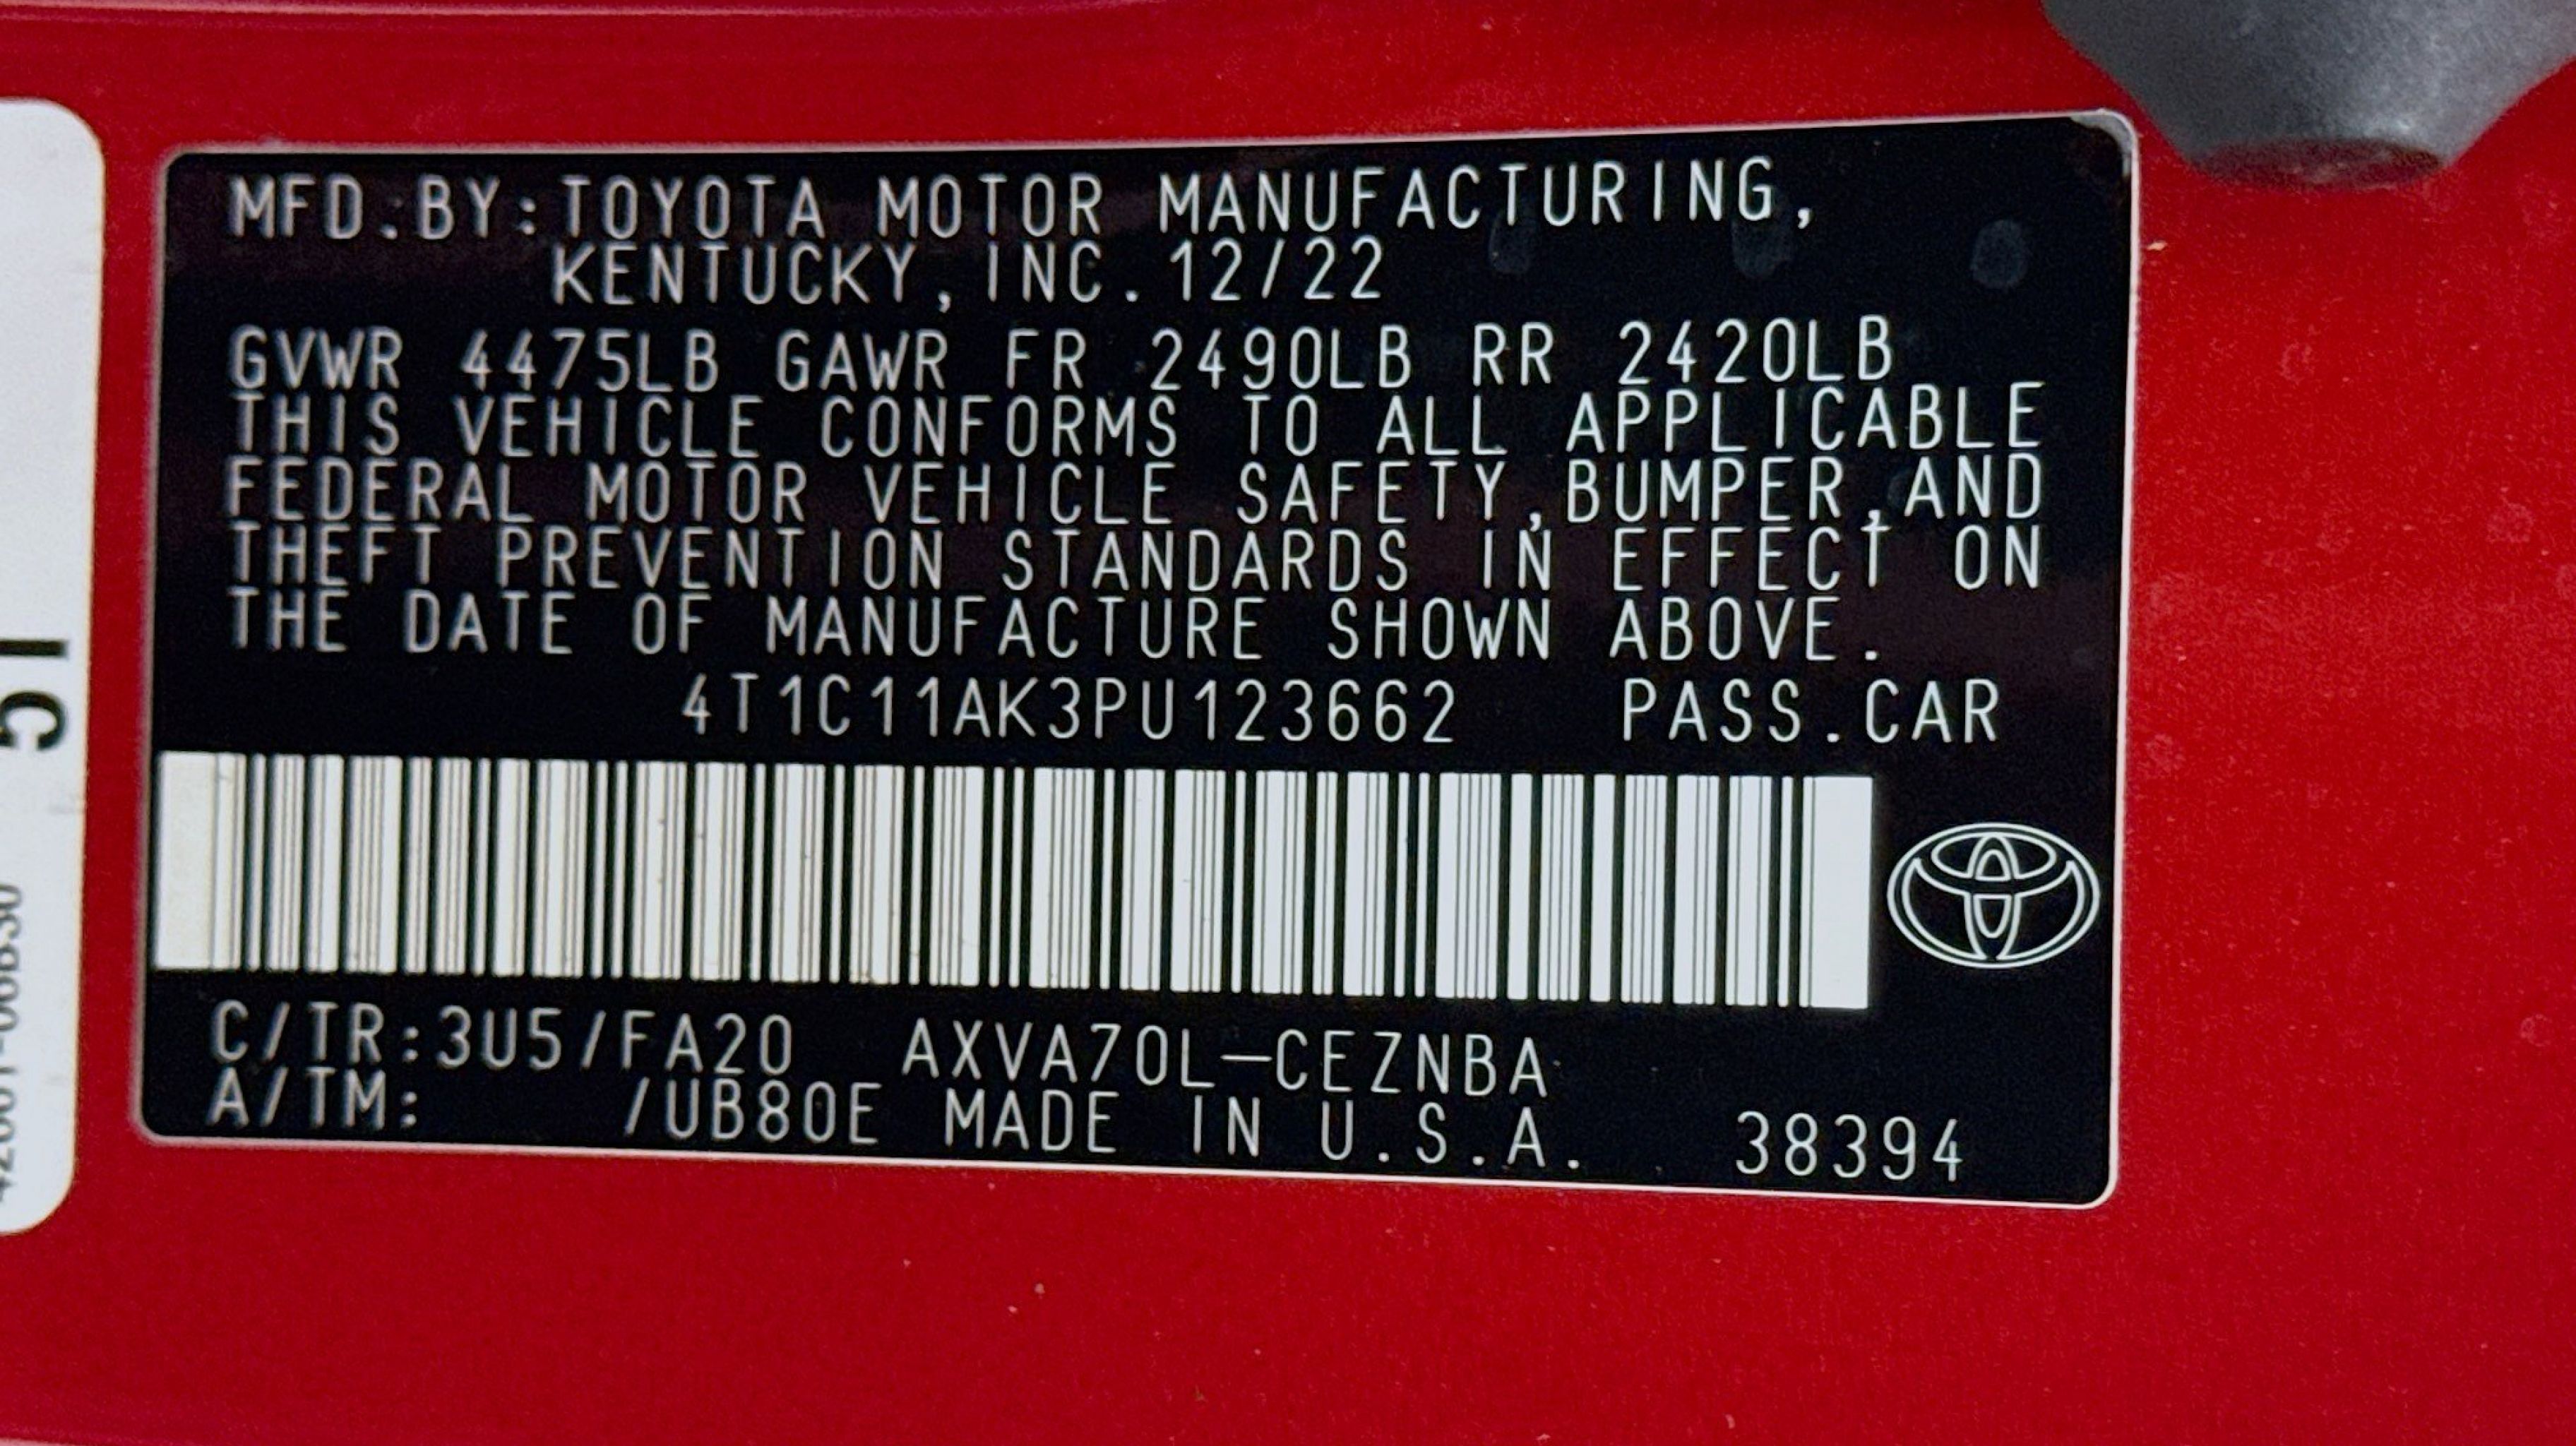 MFD.BY:TOYOTA MOTOR MANUFACTURING,
KENTUCKY, INC. 12/22
GVWR 4475LB GAWR FR 2490LB RR 2420LB
THIS VEHICLE CONFORMS TO ALL APPLICABLE
FEDERAL MOTOR VEHICLE SAFETY,BUMPER,AND
THEFT PREVENTION STANDARDS IN EFFECT ON
THE DATE OF MANUFACTURE SHOWN ABOVE.
4T1C11AK3PU123662 PASS.CAR
C/TR:3U5/FA20 AXVA70L-CEZNBA
A/TM: /UB80E MADE IN U.S.A. 38394